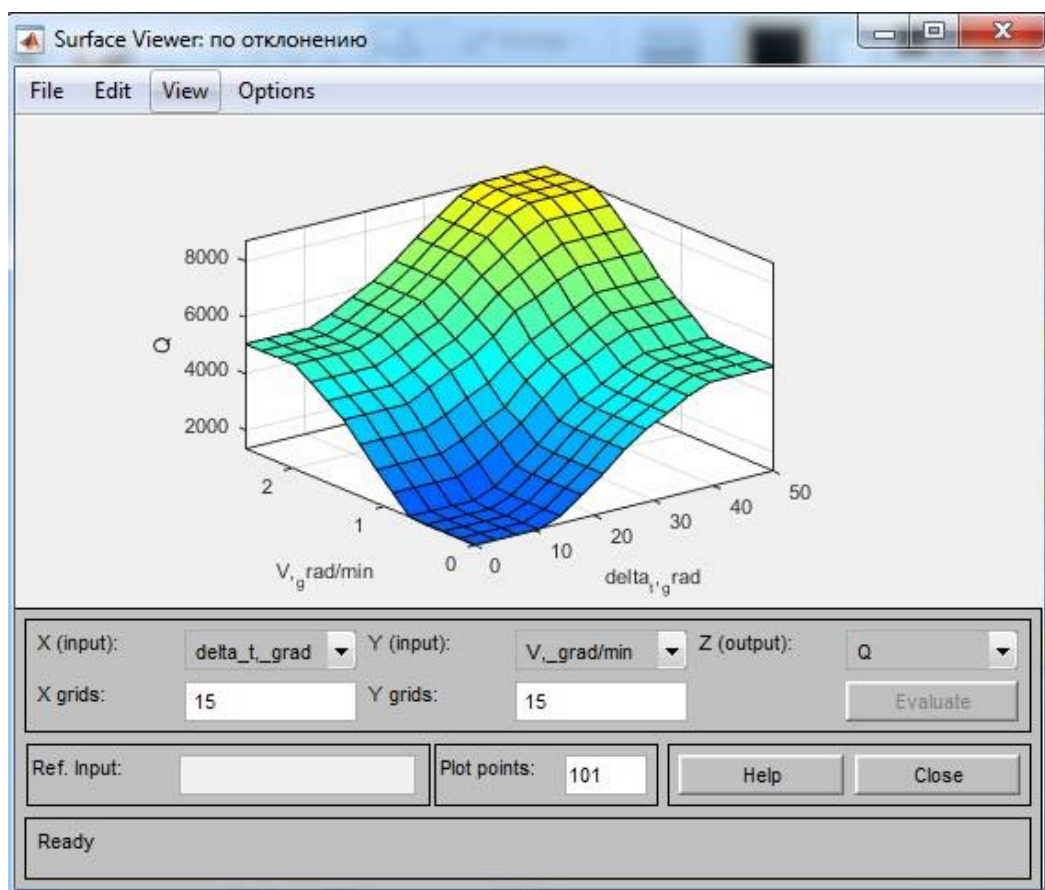 Surface Viewer: по отклонению
File Edit View Options
8000
6000
4000
2000
Q
2
1
0
0
10
20
30
40
50
V,grad/min
delta_t,grad
X (input): delta_t,_grad Y (input): V,_grad/min Z (output): Q
X grids: 15 Y grids: 15 Evaluate
Ref. Input: Plot points: 101 Help Close
Ready